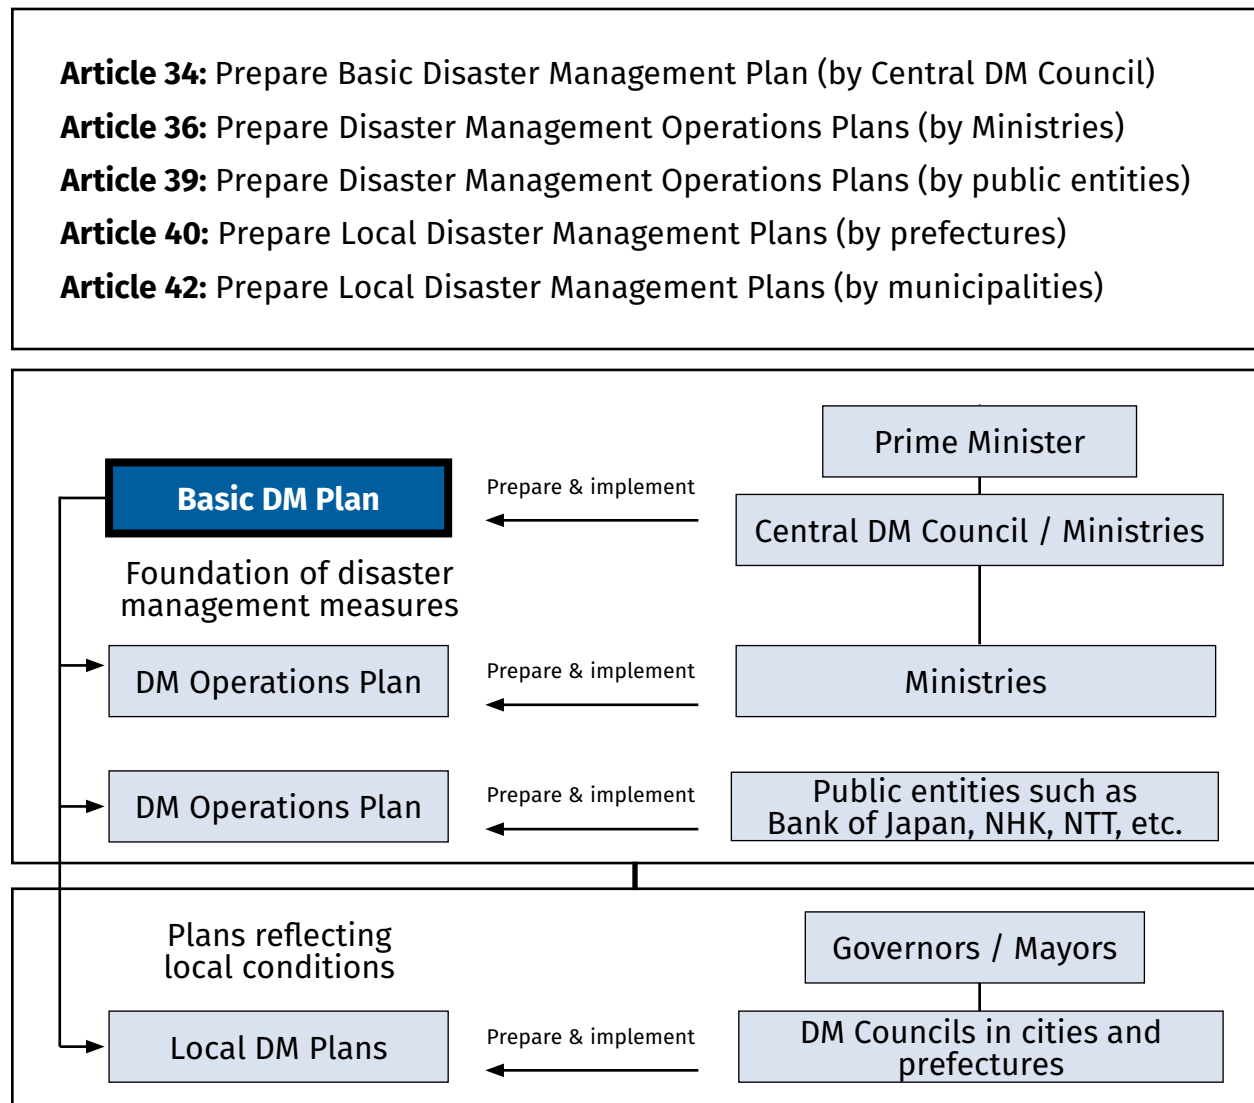 Article 34: Prepare Basic Disaster Management Plan (by Central DM Council)
Article 36: Prepare Disaster Management Operations Plans (by Ministries)
Article 39: Prepare Disaster Management Operations Plans (by public entities)
Article 40: Prepare Local Disaster Management Plans (by prefectures)
Article 42: Prepare Local Disaster Management Plans (by municipalities)
Prime Minister
Basic DM Plan
Prepare & implement
Central DM Council / Ministries
Foundation of disaster
management measures
DM Operations Plan
Prepare & implement
Ministries
DM Operations Plan
Prepare & implement
Public entities such as
Bank of Japan, NHK, NTT, etc.
Plans reflecting
local conditions
Governors / Mayors
Local DM Plans
Prepare & implement
DM Councils in cities and
prefectures